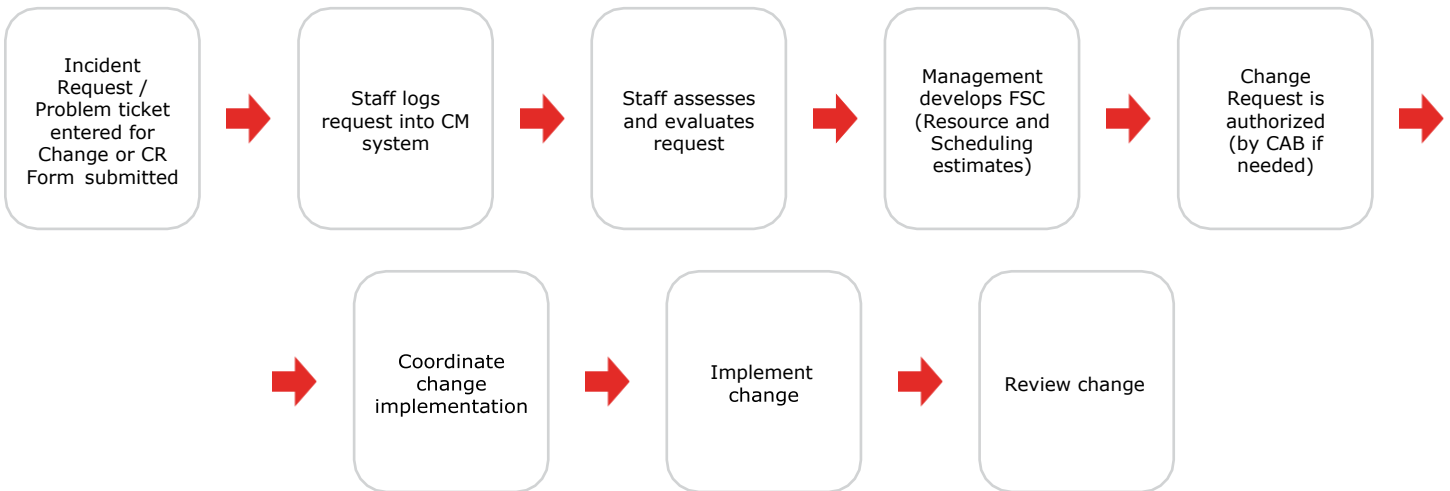 Incident
Request /
Problem ticket
entered for
Change or CR
Form submitted
Staff logs
request into CM
system
Staff assesses
and evaluates
request
Management
develops FSC
(Resource and
Scheduling
estimates)
Change
Request is
authorized
(by CAB if
needed)
Coordinate
change
implementation
Implement
change
Review change